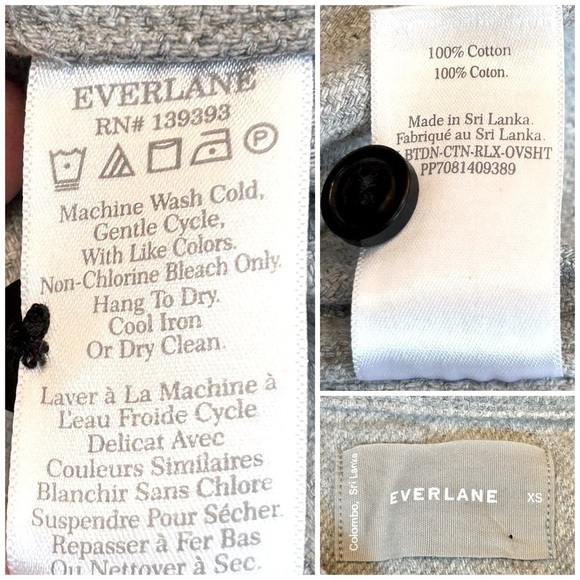 EVERLANE
RN# 139393
P
Machine Wash Cold,
Gentle Cycle,
With Like Colors.
Non-Chlorine Bleach Only.
Hang To Dry.
Cool Iron
Or Dry Clean.
Laver à La Machine à
L'eau Froide Cycle
Délicat Avec
Couleurs Similaires
Blanchir Sans Chlore
Suspendre Pour Sécher.
Repasser à Fer Bas
Ou Nettoyer à Sec.
100% Cotton
100% Coton.
Made in Sri Lanka.
Fabriqué au Sri Lanka.
BTDN-CTN-RLX-OVSHT
PP7081409389
Colombo, Sri Lanka
EVERLANE
XS